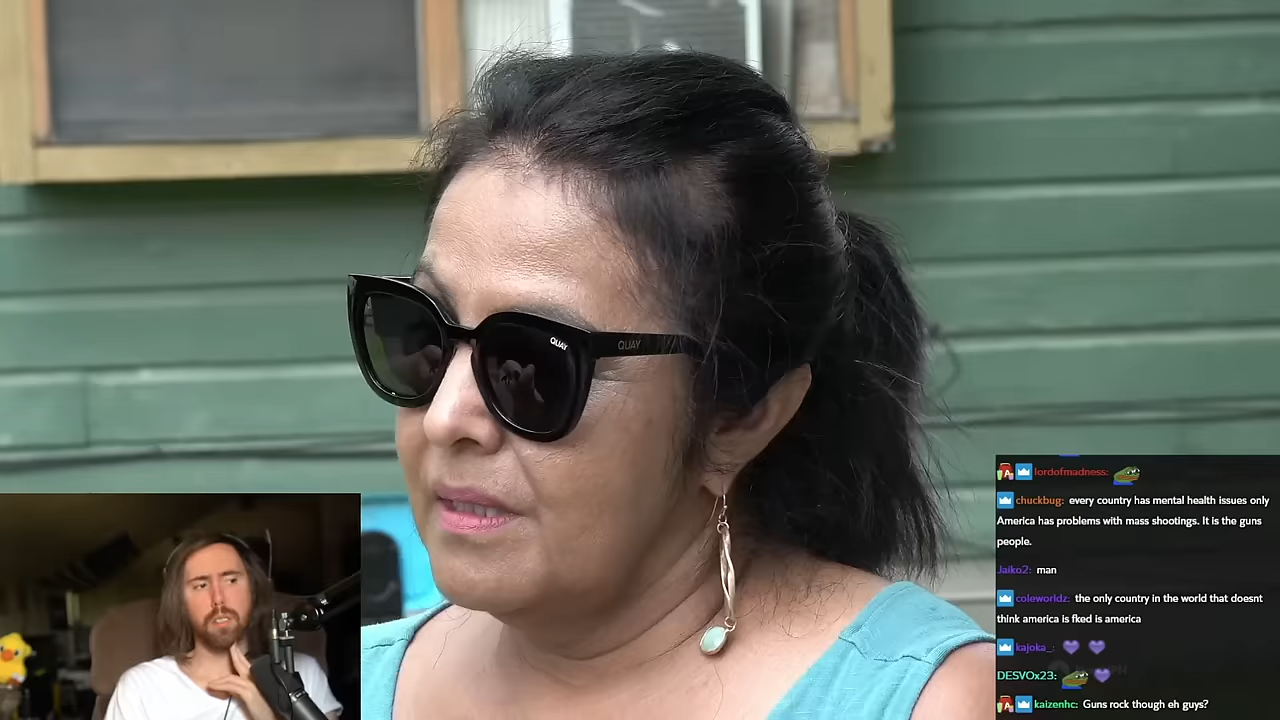 QUAY
QUAY
lordofmadness:
chuckbug: every country has mental health issues only
America has problems with mass shootings. It is the guns
people.
Jaiko2: man
coleworldz: the only country in the world that doesnt
think america is fked is america
kajoka_:
DESVOx23:
kaizenhc: Guns rock though eh guys?